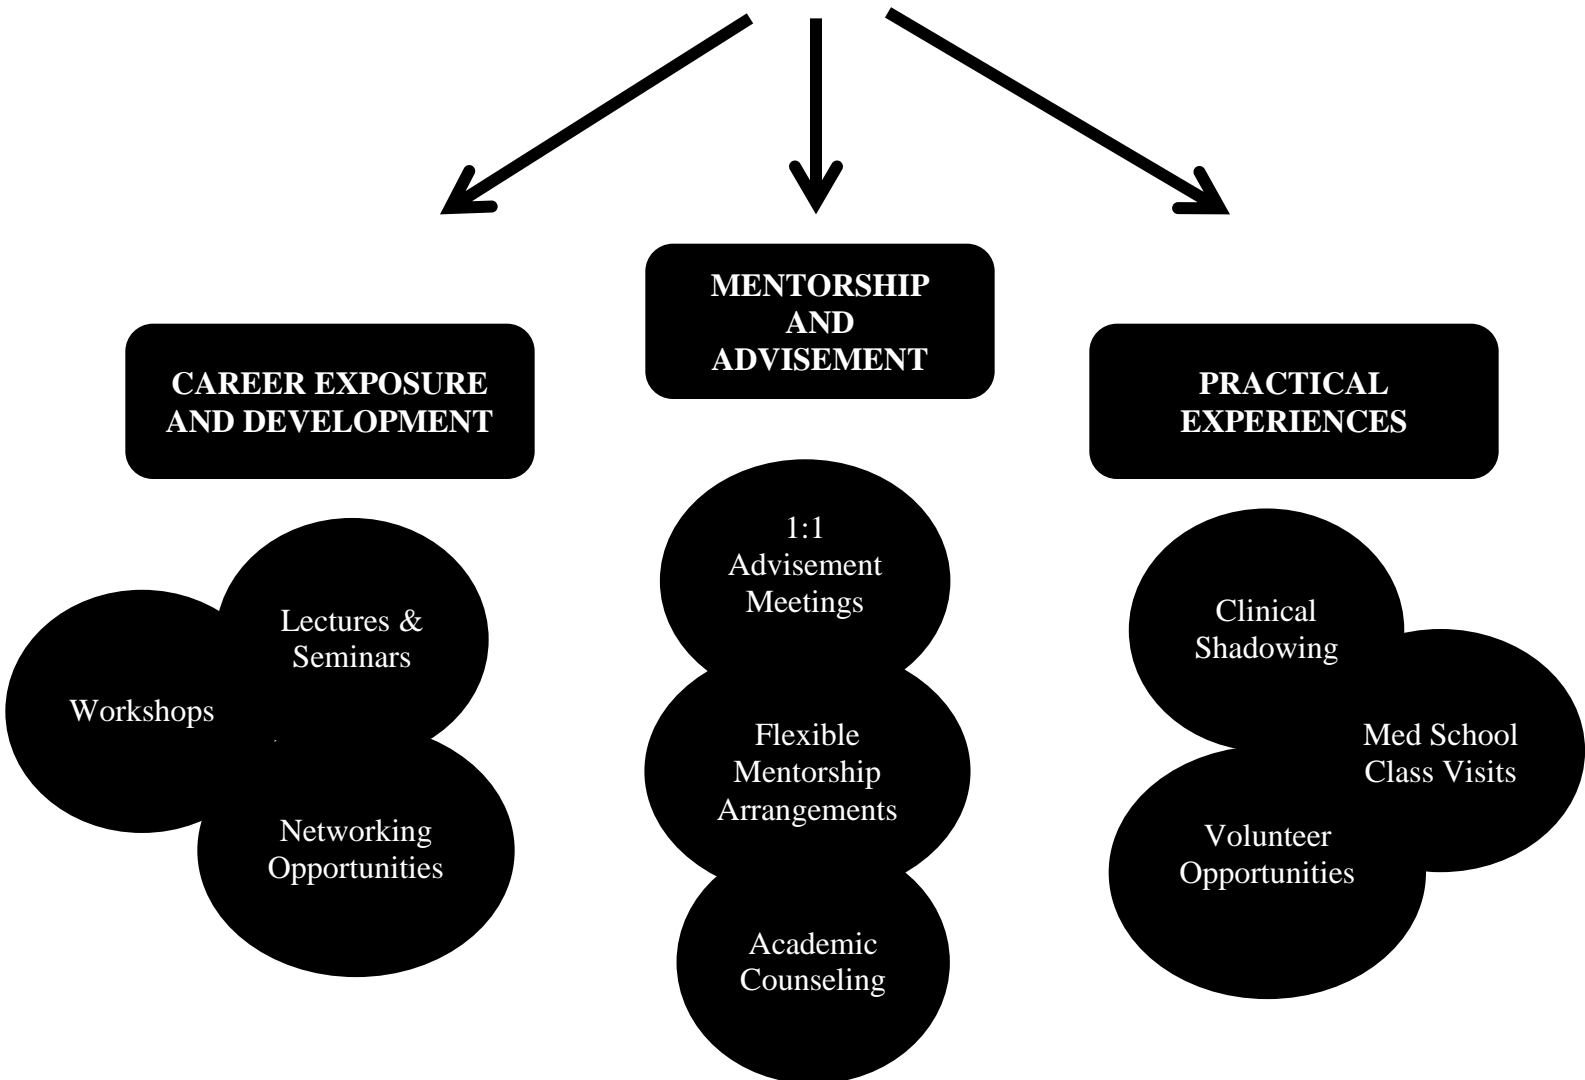 MENTORSHIP
AND
ADVISEMENT
CAREER EXPOSURE
AND DEVELOPMENT
PRACTICAL
EXPERIENCES
Lectures &
Seminars
Workshops
Networking
Opportunities
1:1
Advisement
Meetings
Flexible
Mentorship
Arrangements
Academic
Counseling
Clinical
Shadowing
Med School
Class Visits
Volunteer
Opportunities